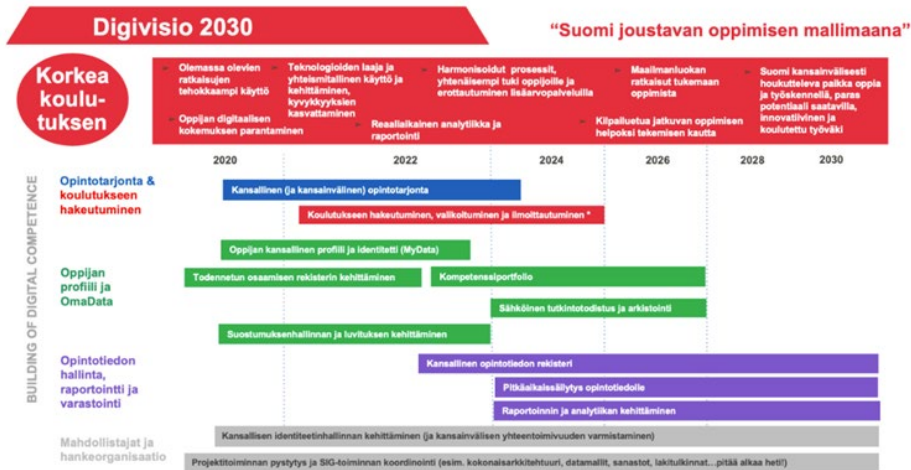 Digivisio 2030
“Suomi joustavan oppimisen mallimaana”
Korkea
koulu-
tuksen
Olemassa olevien
ratkaisujen
tehokkaampi käyttö
Teknologioiden laaja ja
yhteismitallinen käyttö ja
kehittäminen,
kyvykkyyksien
kasvattaminen
Harmonisoidut prosessit,
yhtenäisempi tuki oppijoille ja
erottautuminen lisäarvopalveluilla
Maailmanluokan
ratkaisut tukemaan
oppimista
Suomi kansainvälisesti
houkutteleva paikka oppia
ja työskennellä, paras
potentiaali saatavilla,
innovatiivinen ja
koulutettu työväki
Oppijan digitaalisen
kokemuksen parantaminen
Reaaliaikainen analytiikka ja
raportointi
Kilpailuetua jatkuvan oppimisen
helpoksi tekemisen kautta
2020 2022 2024 2026 2028 2030
BUILDING OF DIGITAL COMPETENCE
Opintotarjonta &
koulutukseen
hakeutuminen
Kansallinen (ja kansainvälinen) opintotarjonta
Koulutukseen hakeutuminen, valikoituminen ja ilmoittautuminen *
Oppijan
profiili ja
OmaData
Oppijan kansallinen profiili ja identiteetti (MyData)
Todennetun osaamisen rekisterin kehittäminen
Kompetenssiportfolio
Sähköinen tutkintotodistus ja arkistointi
Suostumuksenhallinnan ja luvituksen kehittäminen
Opintotiedon
hallinta,
raportointti ja
varastointi
Kansallinen opintotiedon rekisteri
Pitkäaikaissäilytys opintotiedolle
Raportoinnin ja analytiikan kehittäminen
Mahdollistajat ja
hankeorganisaatio
Kansallisen identiteetinhallinnan kehittäminen (ja kansainvälisen yhteentoimivuuden varmistaminen)
Projektitoiminnan pystytys ja SIG-toiminnan koordinointi (esim. kokonaisarkkitehtuuri, datamallit, sanastot, lakitulkinnat...pitää alkaa heti!)